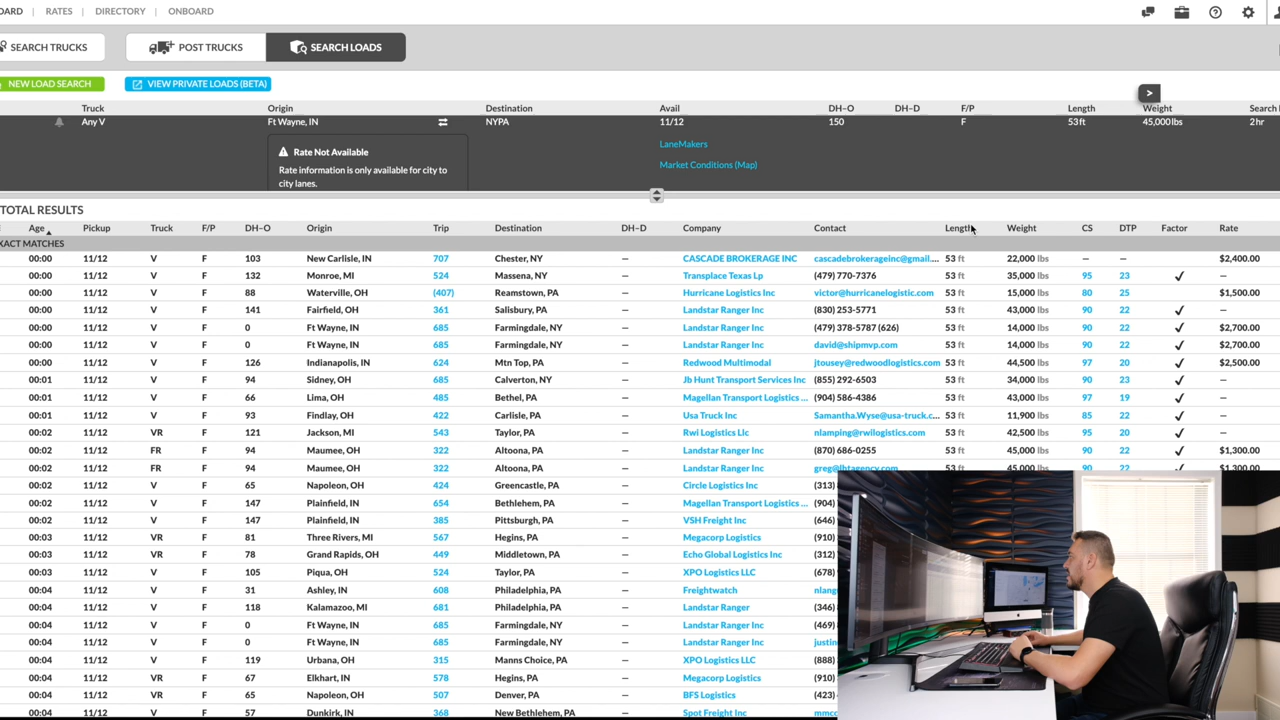 OARD RATES DIRECTORY ONBOARD
SEARCH TRUCKS POST TRUCKS SEARCH LOADS
NEW LOAD SEARCH VIEW PRIVATE LOADS (BETA)
>
Truck Origin Destination Avail DH–O DH–D F/P Length Weight Search
Any V Ft Wayne, IN NYPA 11/12 150 F 53 ft 45,000 lbs 2 hr
Rate Not Available
Rate information is only available for city to
city lanes.
LaneMakers
Market Conditions (Map)
TOTAL RESULTS
Age Pickup Truck F/P DH–O Origin Trip Destination DH–D Company Contact Length Weight CS DTP Factor Rate
XACT MATCHES
00:00 11/12 V F 103 New Carlisle, IN 707 Chester, NY – CASCADE BROKERAGE INC cascadebrokerageinc@gmail.... 53 ft 22,000 lbs – – $2,400.00
00:00 11/12 V F 132 Monroe, MI 524 Massena, NY – Transplace Texas Lp (479) 770-7376 53 ft 35,000 lbs 95 23 ✓ –
00:00 11/12 V F 88 Waterville, OH (407) Reamstown, PA – Hurricane Logistics Inc victor@hurricanelogistic.com 53 ft 15,000 lbs 80 25 $1,500.00
00:00 11/12 V F 141 Fairfield, OH 361 Salisbury, PA – Landstar Ranger Inc (830) 253-5771 53 ft 43,000 lbs 90 22 ✓ –
00:00 11/12 V F 0 Ft Wayne, IN 685 Farmingdale, NY – Landstar Ranger Inc (479) 378-5787 (626) 53 ft 14,000 lbs 90 22 ✓ $2,700.00
00:00 11/12 V F 0 Ft Wayne, IN 685 Farmingdale, NY – Landstar Ranger Inc david@shipmvp.com 53 ft 14,000 lbs 90 22 ✓ $2,700.00
00:00 11/12 V F 126 Indianapolis, IN 624 Mtn Top, PA – Redwood Multimodal jtousey@redwoodlogistics.com 53 ft 44,500 lbs 97 20 ✓ $2,500.00
00:01 11/12 V F 94 Sidney, OH 685 Calverton, NY – Jb Hunt Transport Services Inc (855) 292-6503 53 ft 34,000 lbs 90 23 ✓ –
00:01 11/12 V F 66 Lima, OH 485 Bethel, PA – Magellan Transport Logistics ... (904) 586-4386 53 ft 43,000 lbs 97 19 ✓ –
00:01 11/12 V F 93 Findlay, OH 422 Carlisle, PA – Usa Truck Inc Samantha.Wyse@usa-truck.c... 53 ft 11,900 lbs 85 22 ✓ –
00:02 11/12 VR F 121 Jackson, MI 543 Taylor, PA – Rwi Logistics Llc nlamping@rwilogistics.com 53 ft 42,500 lbs 95 20 ✓ –
00:02 11/12 FR F 94 Maumee, OH 322 Altoona, PA – Landstar Ranger Inc (870) 686-0255 53 ft 45,000 lbs 90 22 ✓ $1,300.00
00:02 11/12 FR F 94 Maumee, OH 322 Altoona, PA – Landstar Ranger Inc greg@lbtagency.com 53 ft 45,000 lbs 90 22 ✓ $1,300.00
00:02 11/12 V F 65 Napoleon, OH 424 Greencastle, PA – Circle Logistics Inc (313)
00:02 11/12 V F 147 Plainfield, IN 654 Bethlehem, PA – Magellan Transport Logistics ... (904)
00:02 11/12 V F 147 Plainfield, IN 385 Pittsburgh, PA – VSH Freight Inc (646)
00:03 11/12 VR F 81 Three Rivers, MI 567 Hegins, PA – Megacorp Logistics (910)
00:03 11/12 VR F 78 Grand Rapids, OH 449 Middletown, PA – Echo Global Logistics Inc (312)
00:03 11/12 V F 105 Piqua, OH 524 Taylor, PA – XPO Logistics LLC (678)
00:04 11/12 V F 31 Ashley, IN 608 Philadelphia, PA – Freightwatch nlang
00:04 11/12 V F 118 Kalamazoo, MI 681 Philadelphia, PA – Landstar Ranger (346)
00:04 11/12 V F 0 Ft Wayne, IN 685 Farmingdale, NY – Landstar Ranger Inc (469)
00:04 11/12 V F 0 Ft Wayne, IN 685 Farmingdale, NY – Landstar Ranger Inc justin
00:04 11/12 V F 119 Urbana, OH 315 Manns Choice, PA – XPO Logistics LLC (888)
00:04 11/12 VR F 67 Elkhart, IN 578 Hegins, PA – Megacorp Logistics (910)
00:04 11/12 VR F 65 Napoleon, OH 507 Denver, PA – BFS Logistics (423)
00:04 11/12 V F 57 Dunkirk, IN 368 New Bethlehem, PA – Spot Freight Inc mmcc